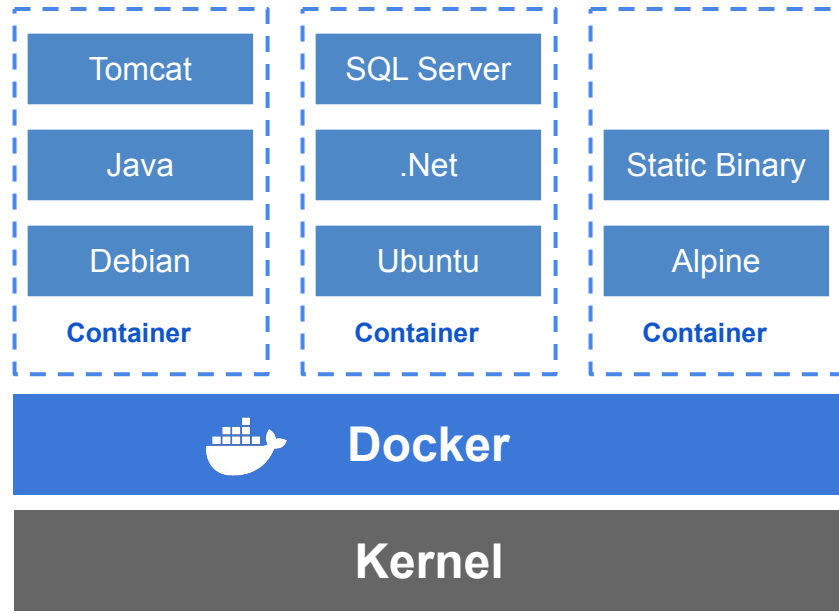 Tomcat
Java
Debian
Container
SQL Server
.Net
Ubuntu
Container
Static Binary
Alpine
Container
Docker
Kernel